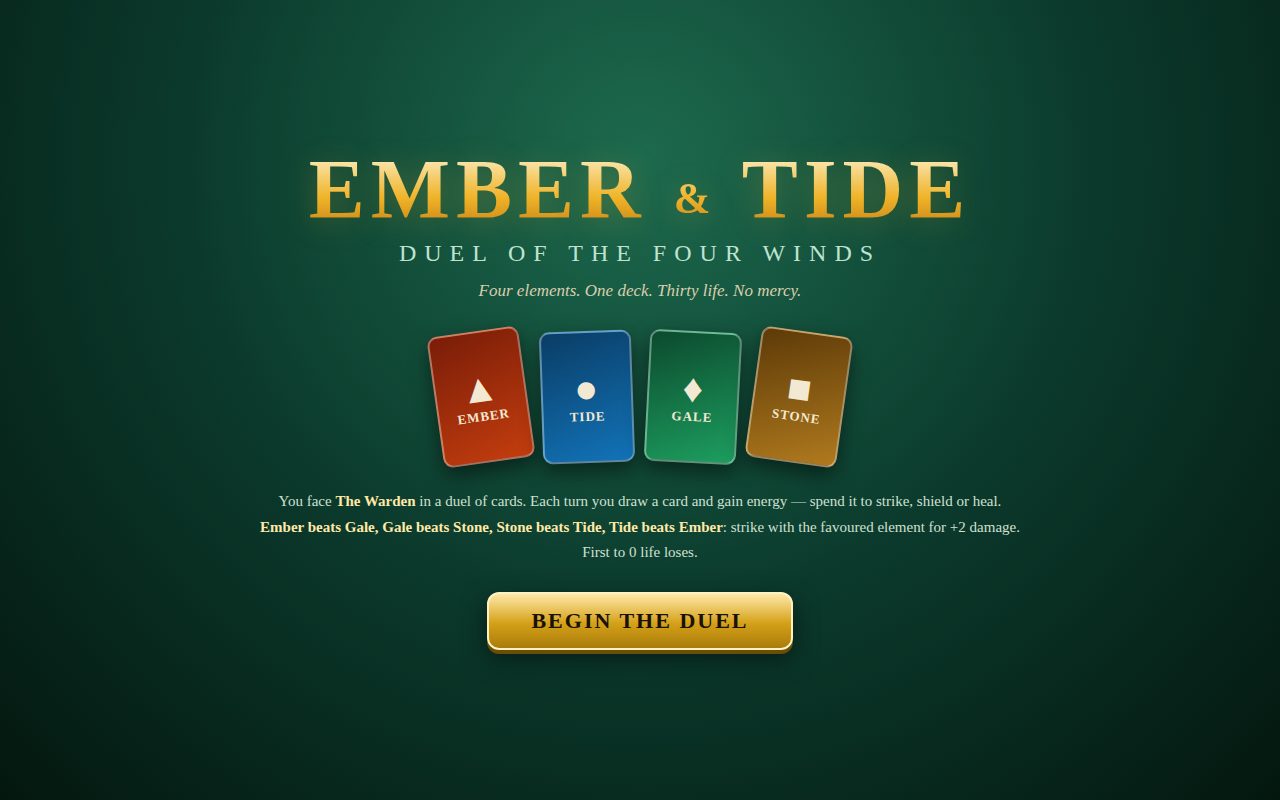 EMBER & TIDE
DUEL OF THE FOUR WINDS
Four elements. One deck. Thirty life. No mercy.
EMBER
TIDE
GALE
STONE
You face The Warden in a duel of cards. Each turn you draw a card and gain energy — spend it to strike, shield or heal.
Ember beats Gale, Gale beats Stone, Stone beats Tide, Tide beats Ember: strike with the favoured element for +2 damage.
First to 0 life loses.
BEGIN THE DUEL